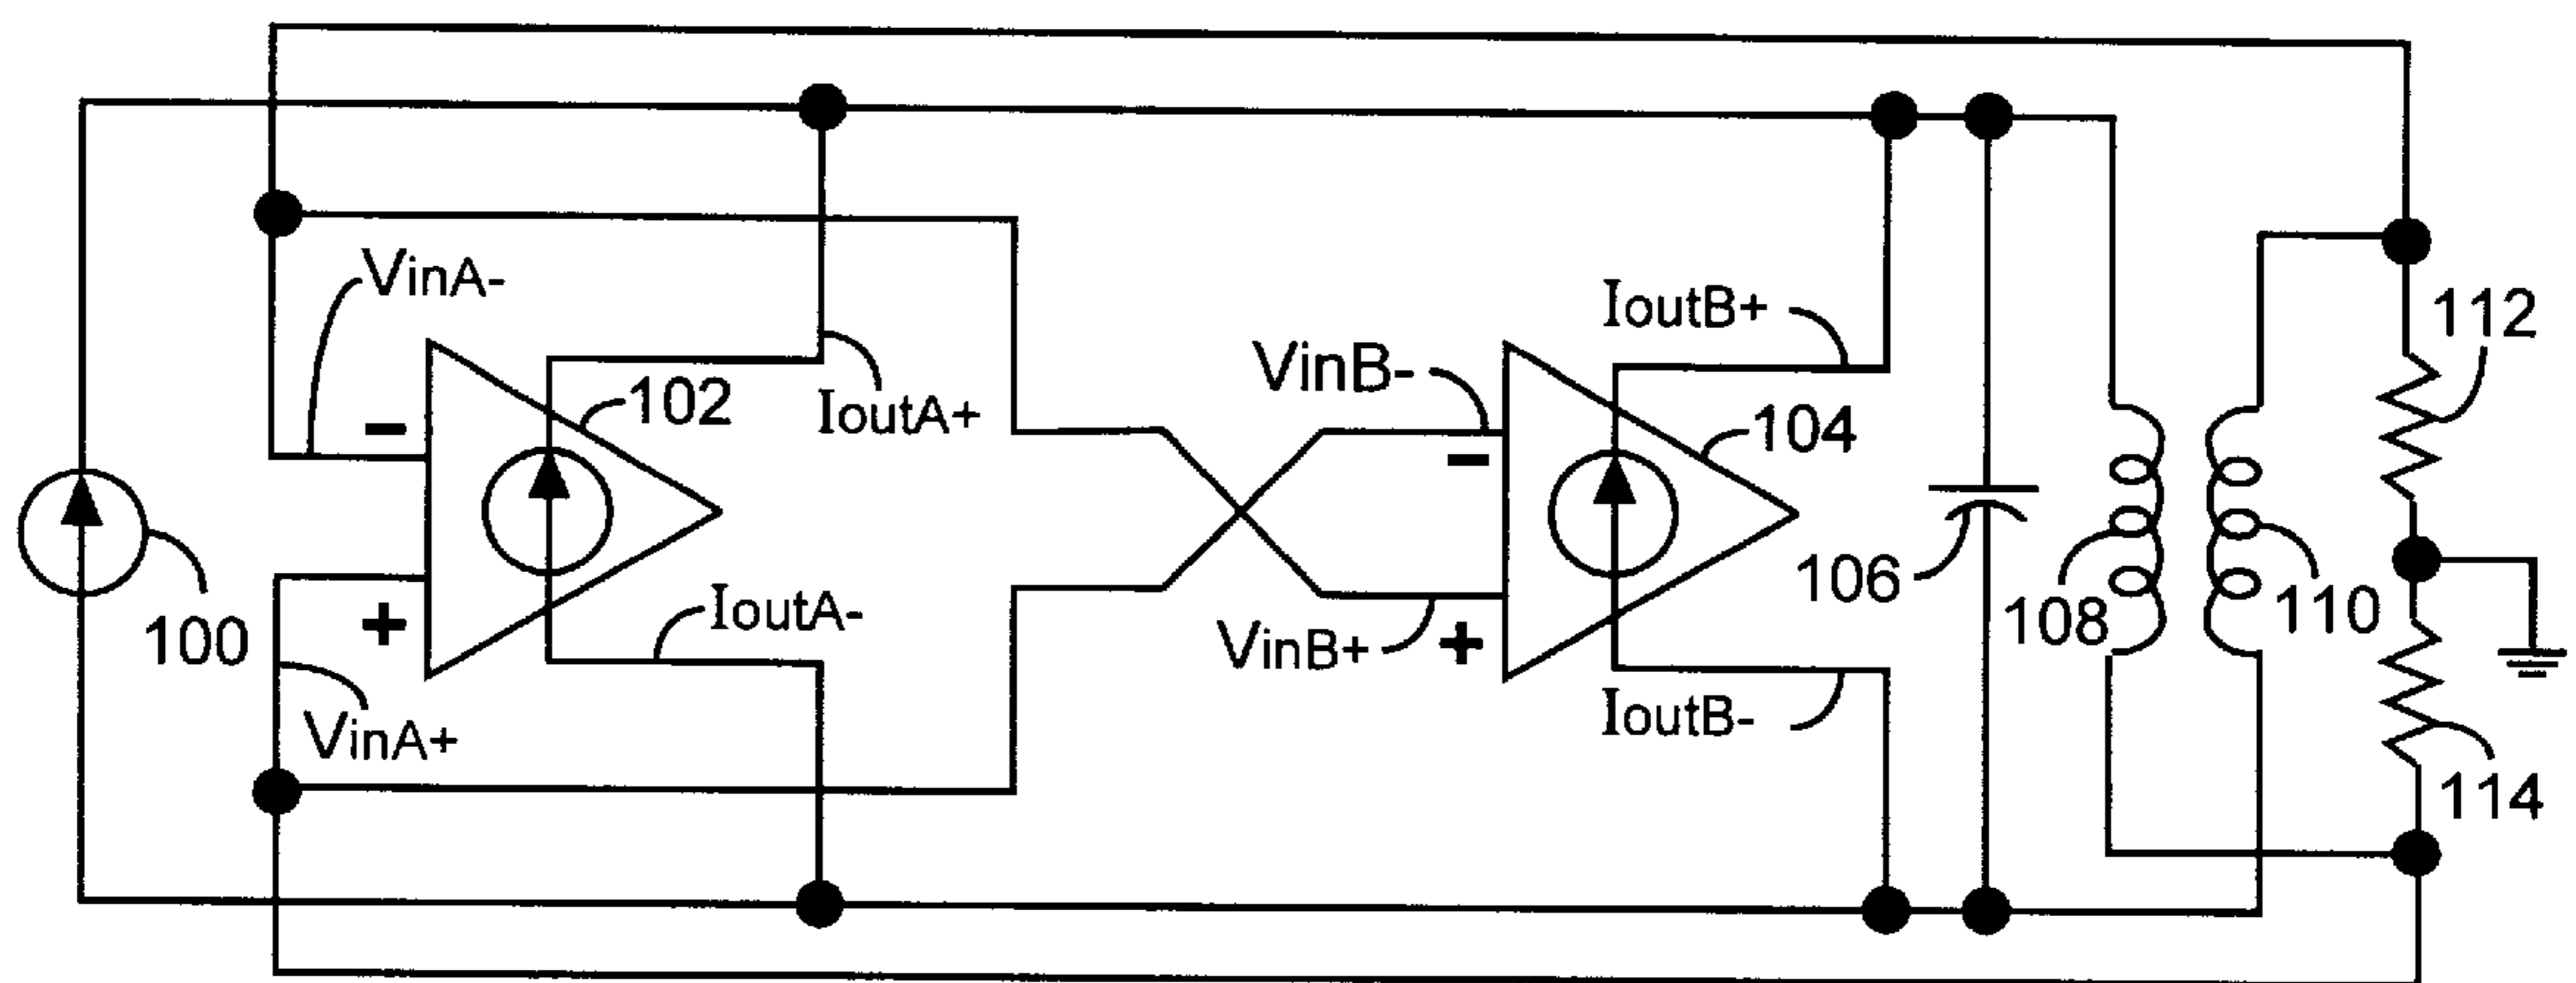 VinA-
112
IoutB+
VinB-
102
IoutA+
104
-
-
106
108
110
100
IoutA-
+
VinB+
+
VinA+
IoutB-
114